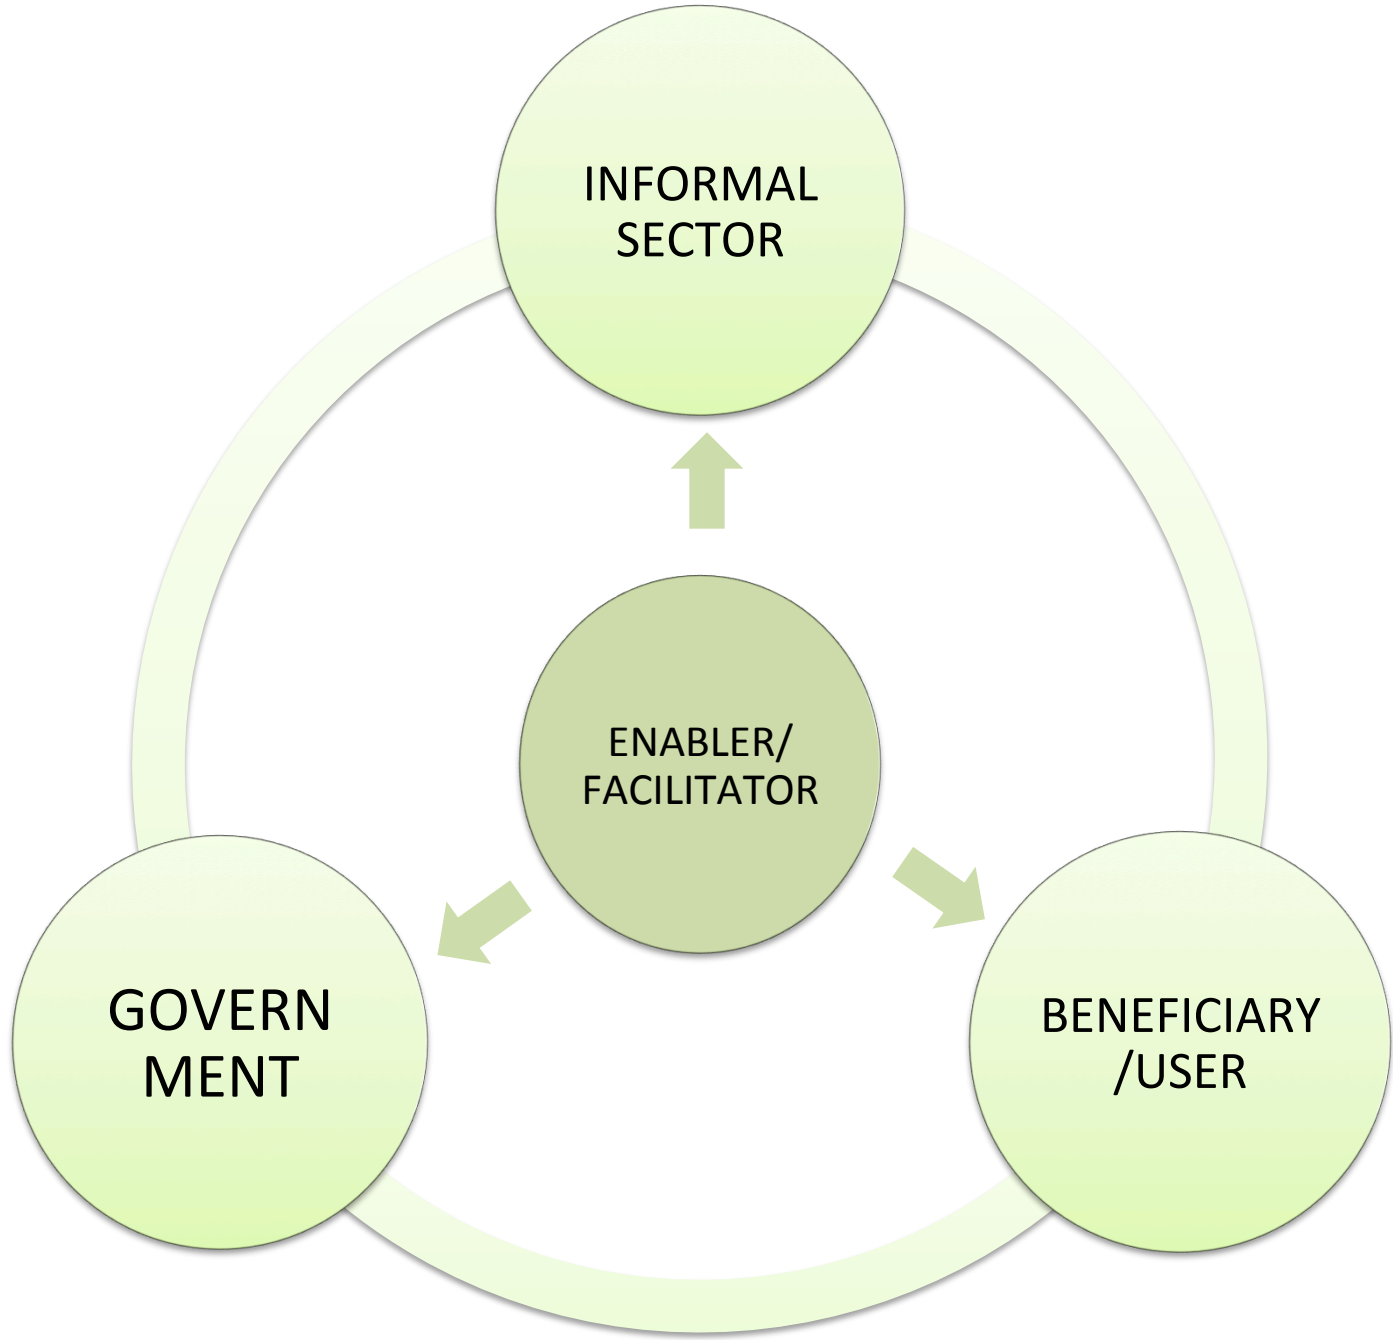 INFORMAL
SECTOR
ENABLER/
FACILITATOR
GOVERN
MENT
BENEFICIARY
/USER